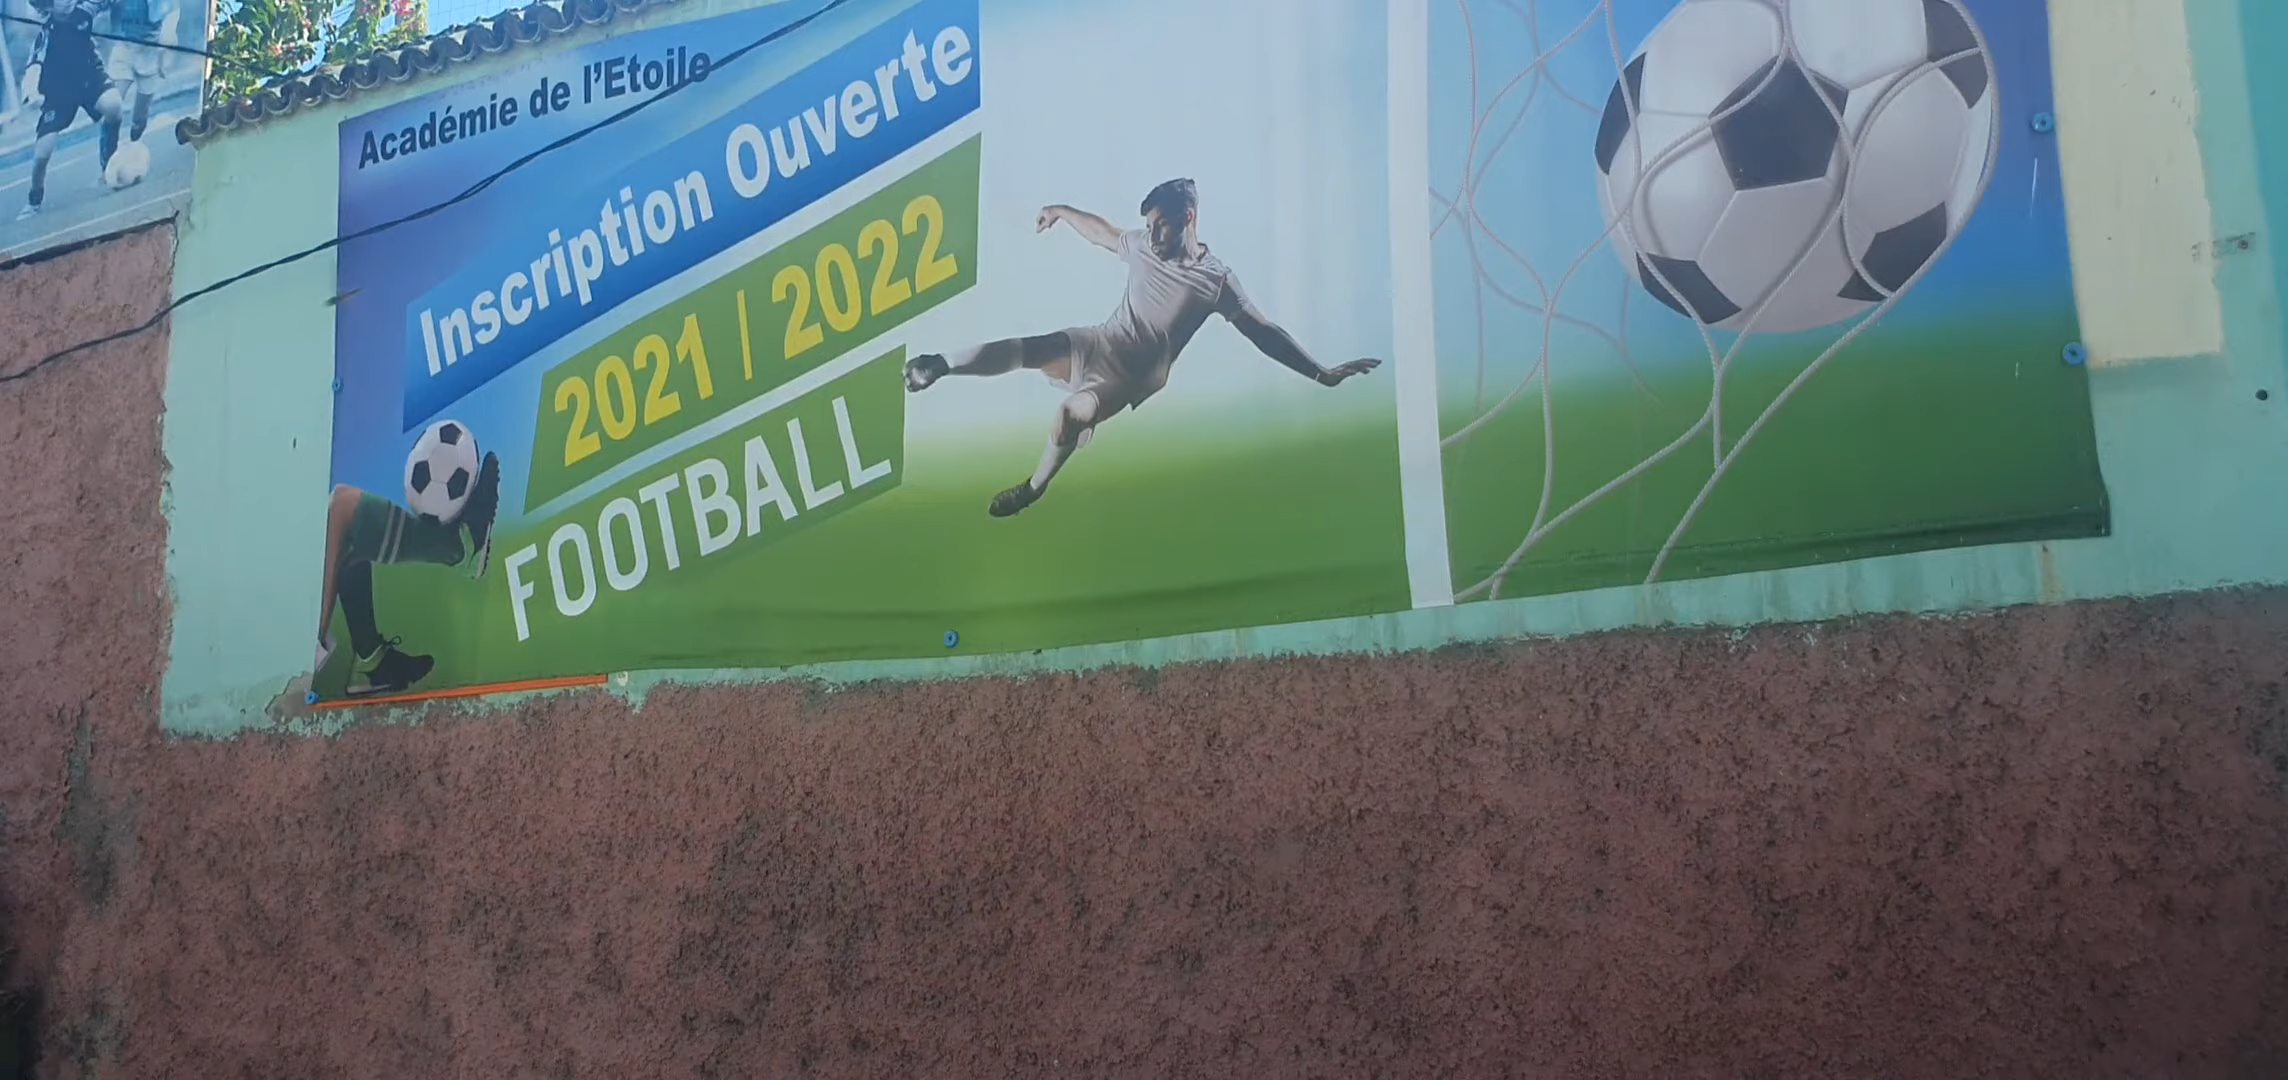 Académie de l'Etoile
Inscription Ouverte
2021 / 2022
FOOTBALL